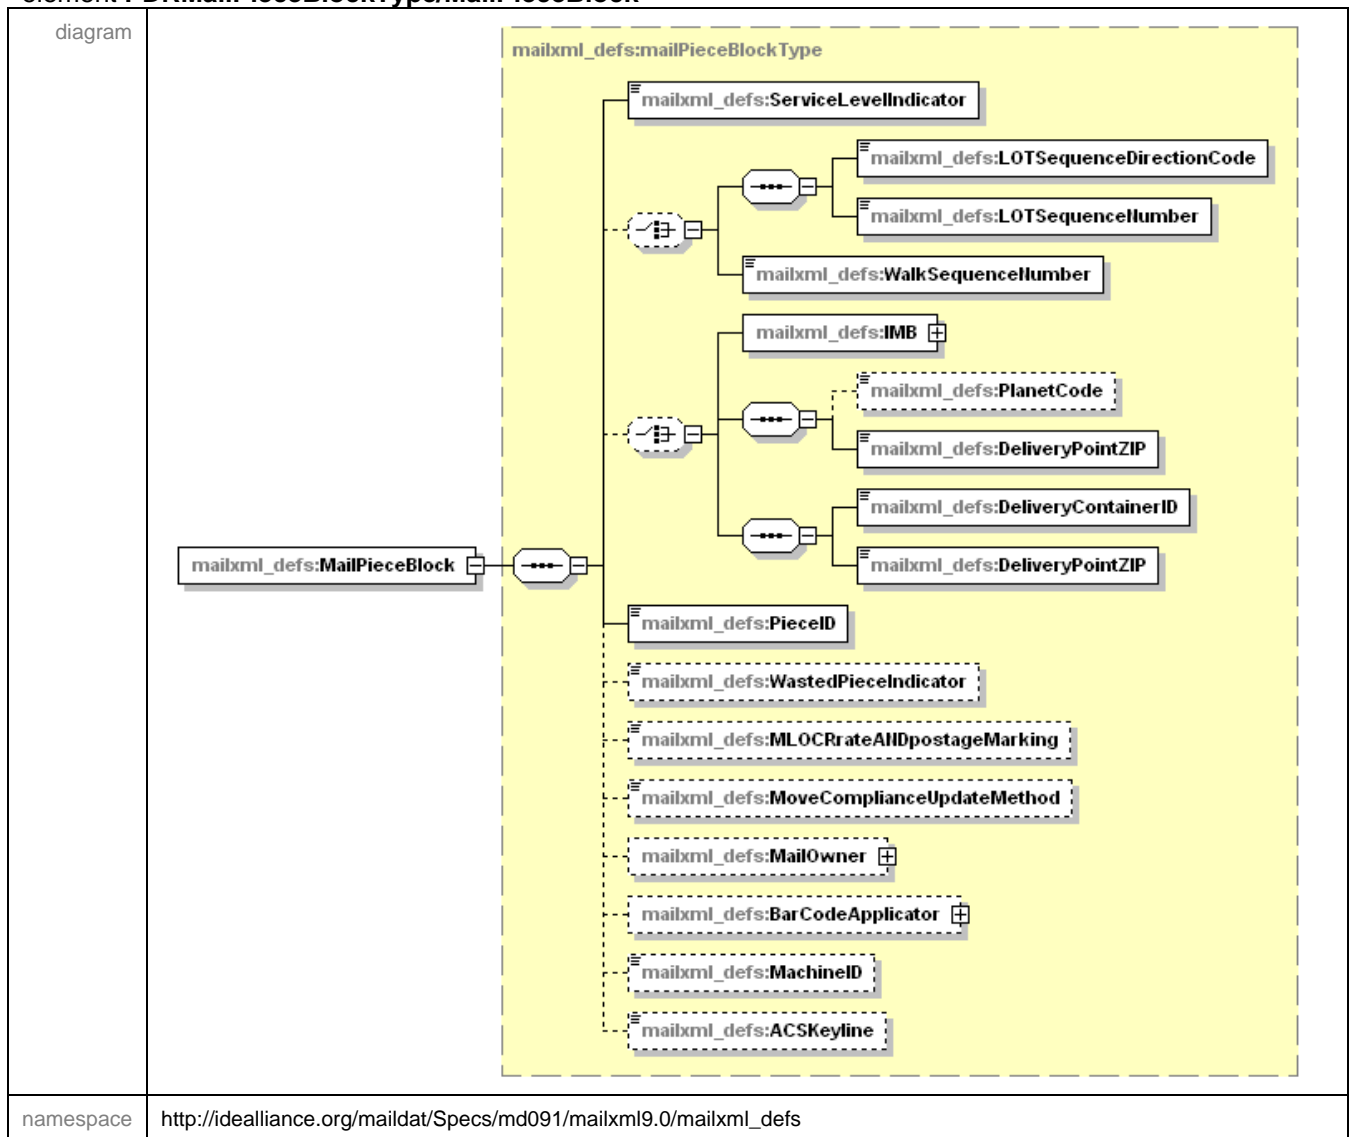 diagram
mailxml_defs:mailPieceBlockType
mailxml_defs:ServiceLevelIndicator
mailxml_defs:LOTSequenceDirectionCode
mailxml_defs:LOTSequenceNumber
mailxml_defs:WalkSequenceNumber
mailxml_defs:IMB
mailxml_defs:PlanetCode
mailxml_defs:DeliveryPointZIP
mailxml_defs:DeliveryContainerID
mailxml_defs:MailPieceBlock
mailxml_defs:DeliveryPointZIP
mailxml_defs:PieceID
mailxml_defs:WastedPieceIndicator
mailxml_defs:MLOCRrateANDpostageMarking
mailxml_defs:MoveComplianceUpdateMethod
mailxml_defs:MailOwner
mailxml_defs:BarCodeApplicator
mailxml_defs:MachineID
mailxml_defs:ACSKeyline
namespace
http://idealliance.org/maildat/Specs/md091/mailxml9.0/mailxml_defs